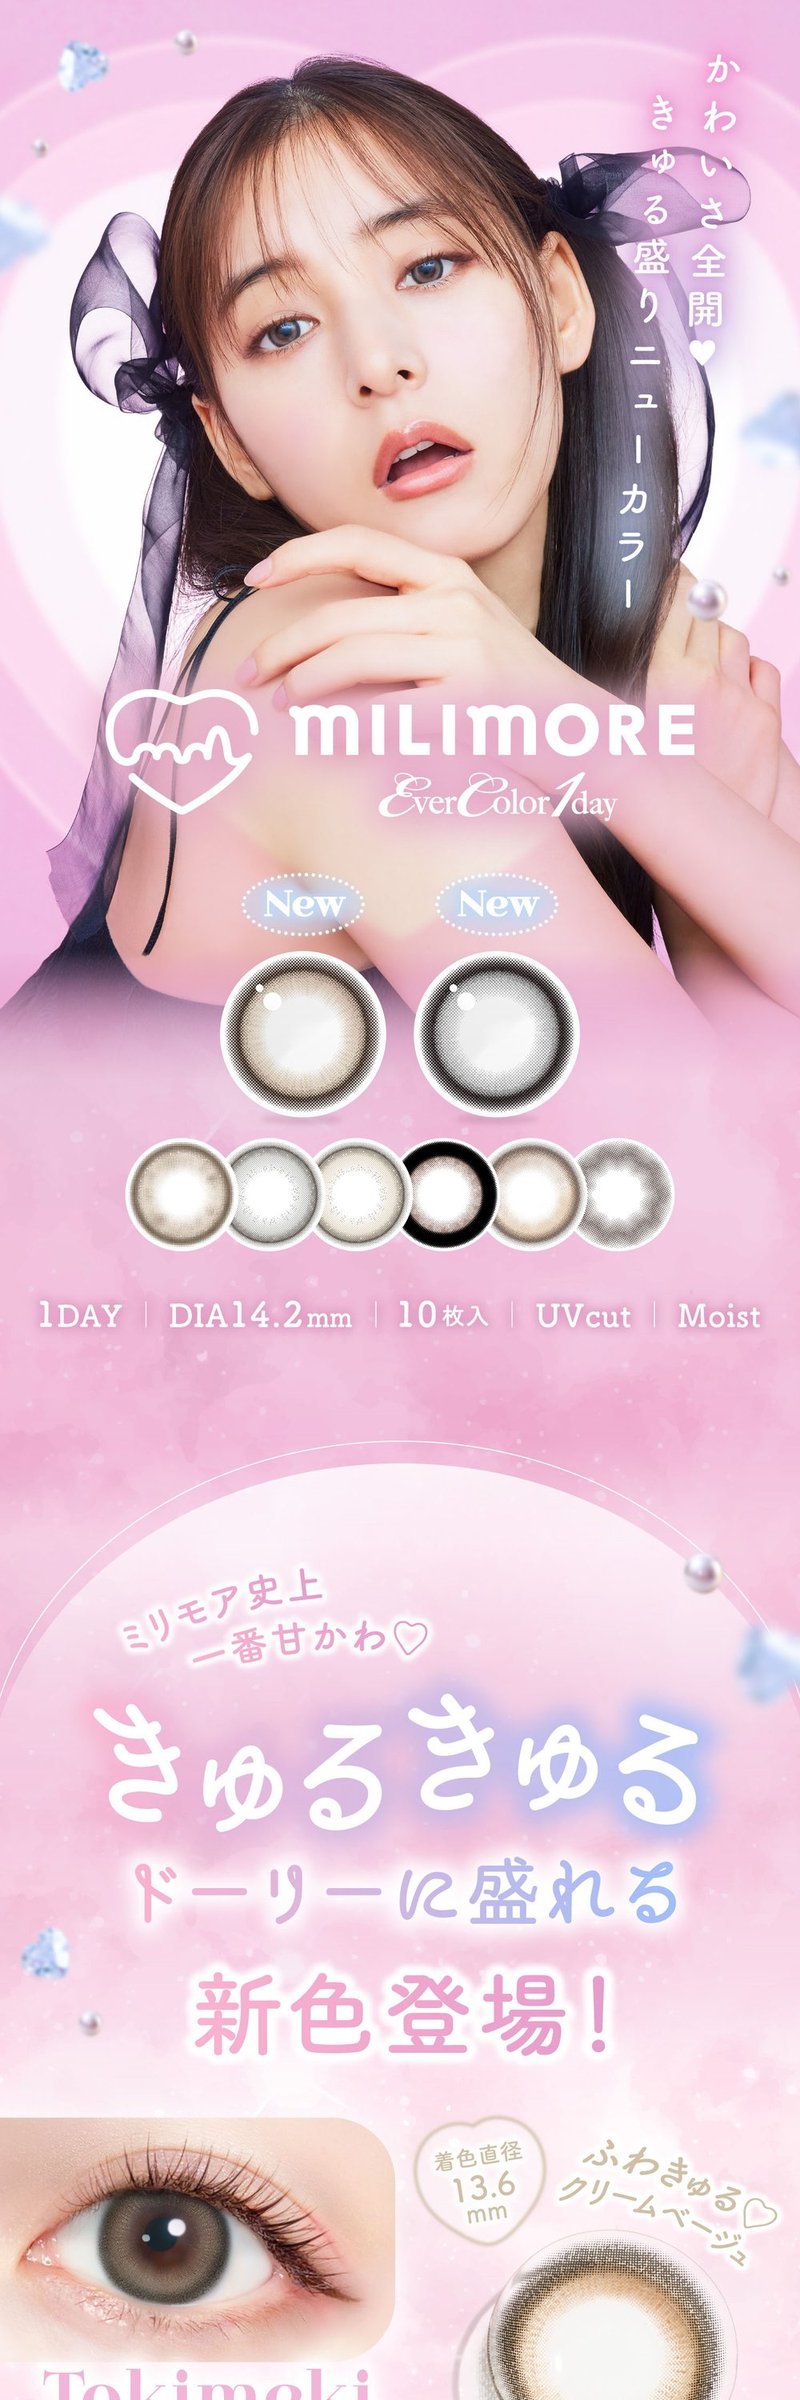 かわいさ全開♥
きゅる盛りニューカラー
MILIMORE
EverColor1day
New
New
1DAY | DIA14.2mm | 10枚入 | UVcut | Moist
ミリモア史上
一番甘かわ♡
きゅるきゅる
ドーリーに盛れる
新色登場！
着色直径
13.6
mm
ふわきゅる♡
クリームベージュ
Tokimeki